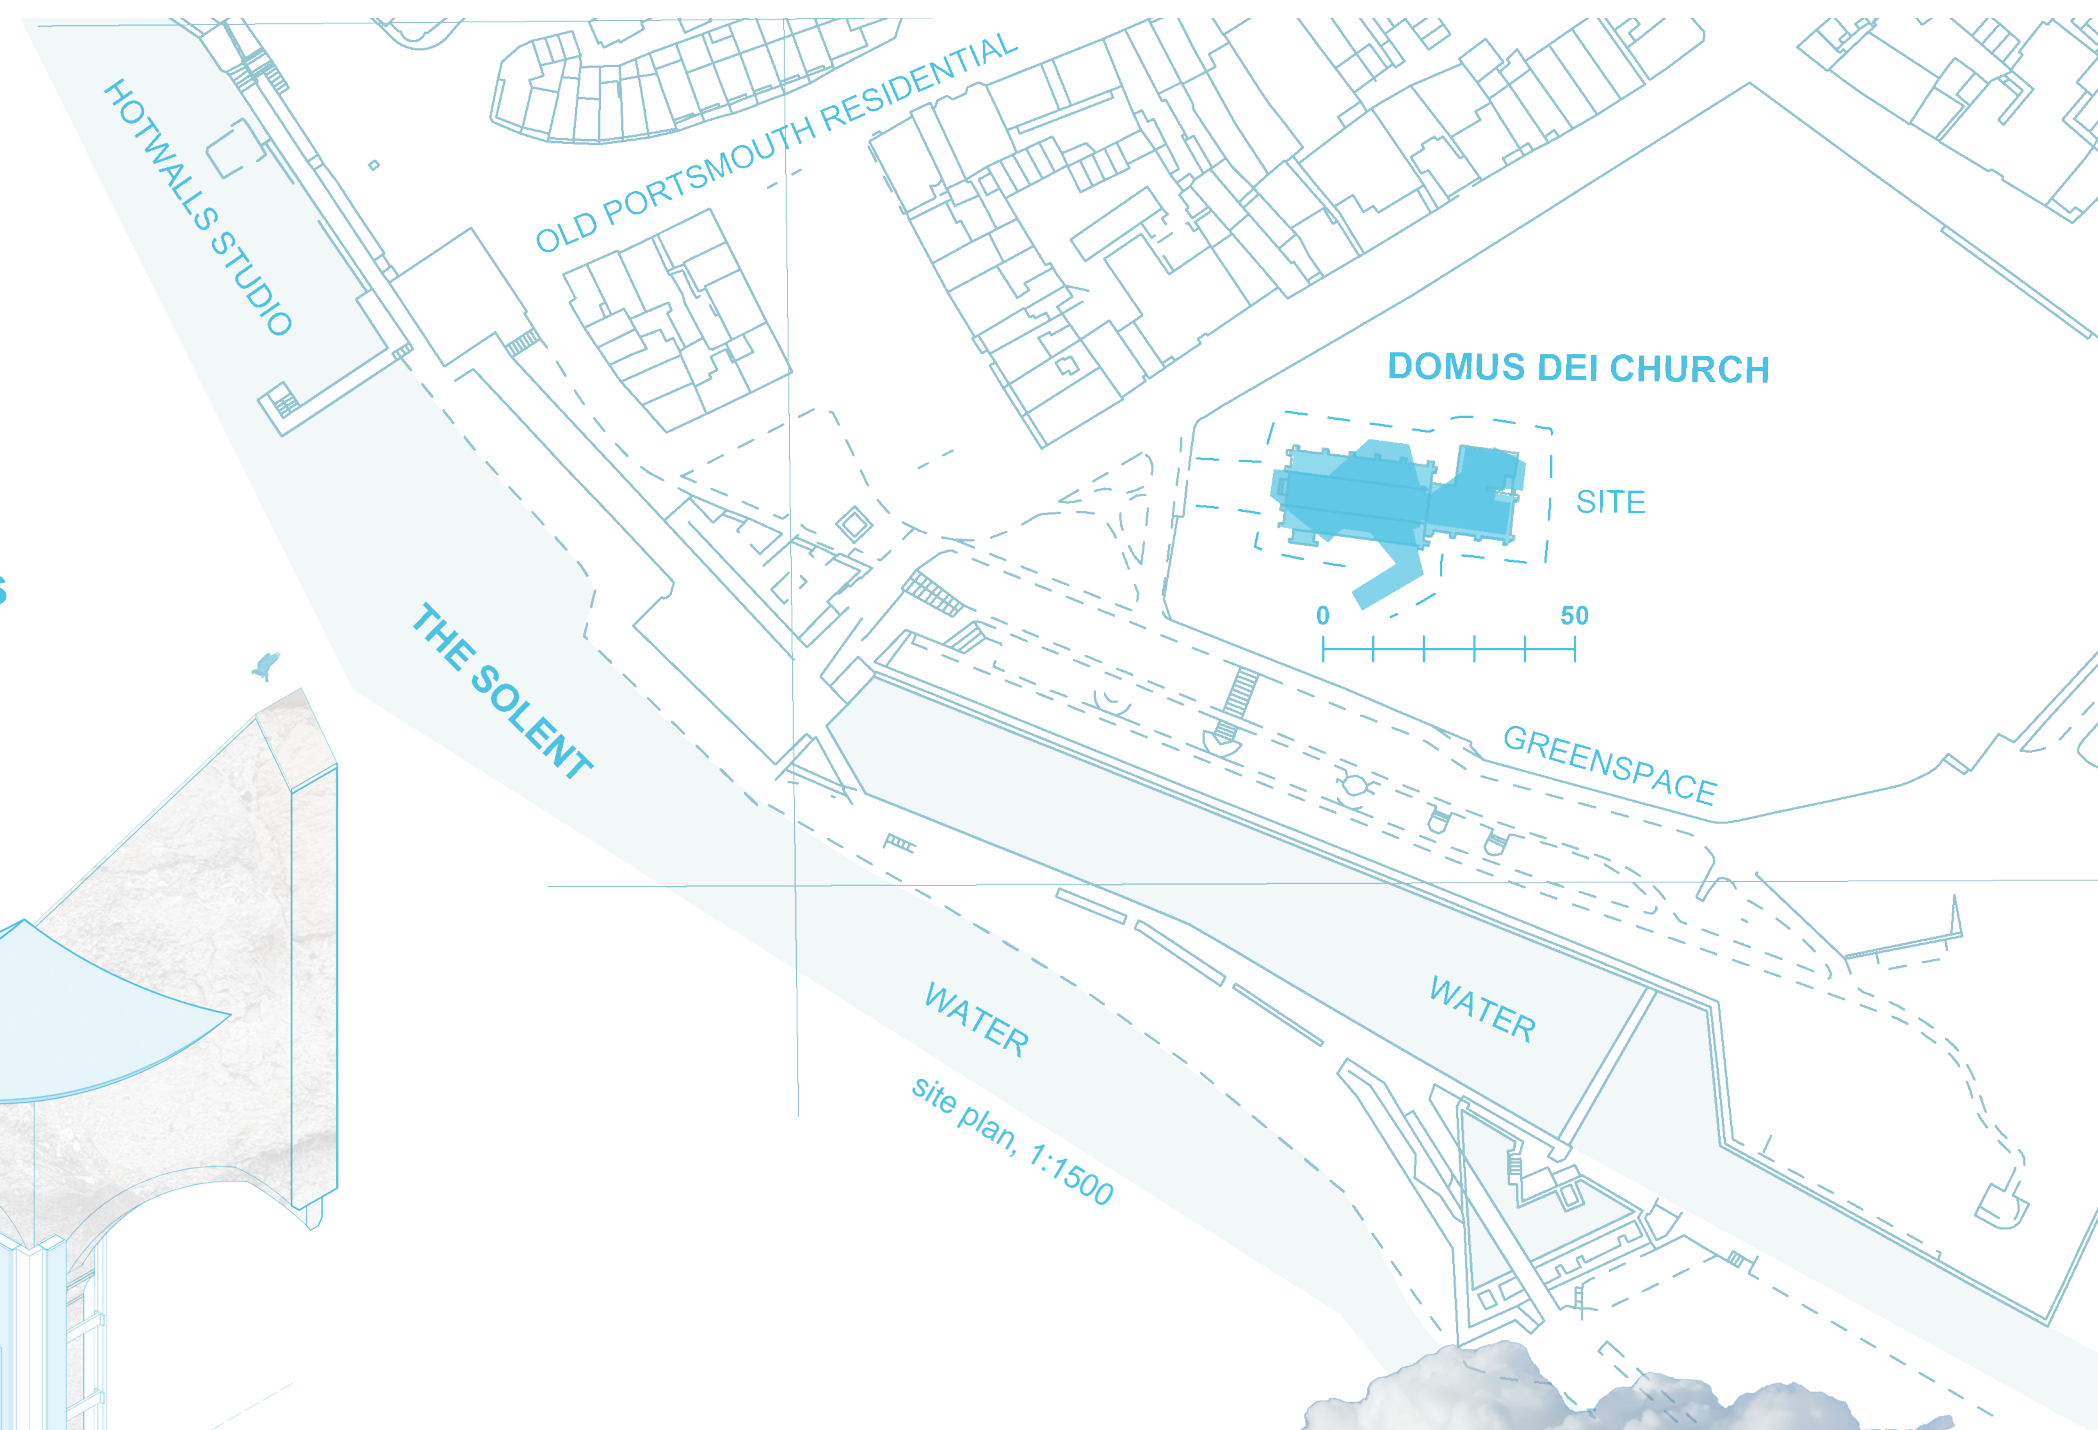 HOTWALLS STUDIO
OLD PORTSMOUTH RESIDENTIAL
DOMUS DEI CHURCH
SITE
0 50
THE SOLENT
GREENSPACE
WATER
WATER
site plan, 1:1500